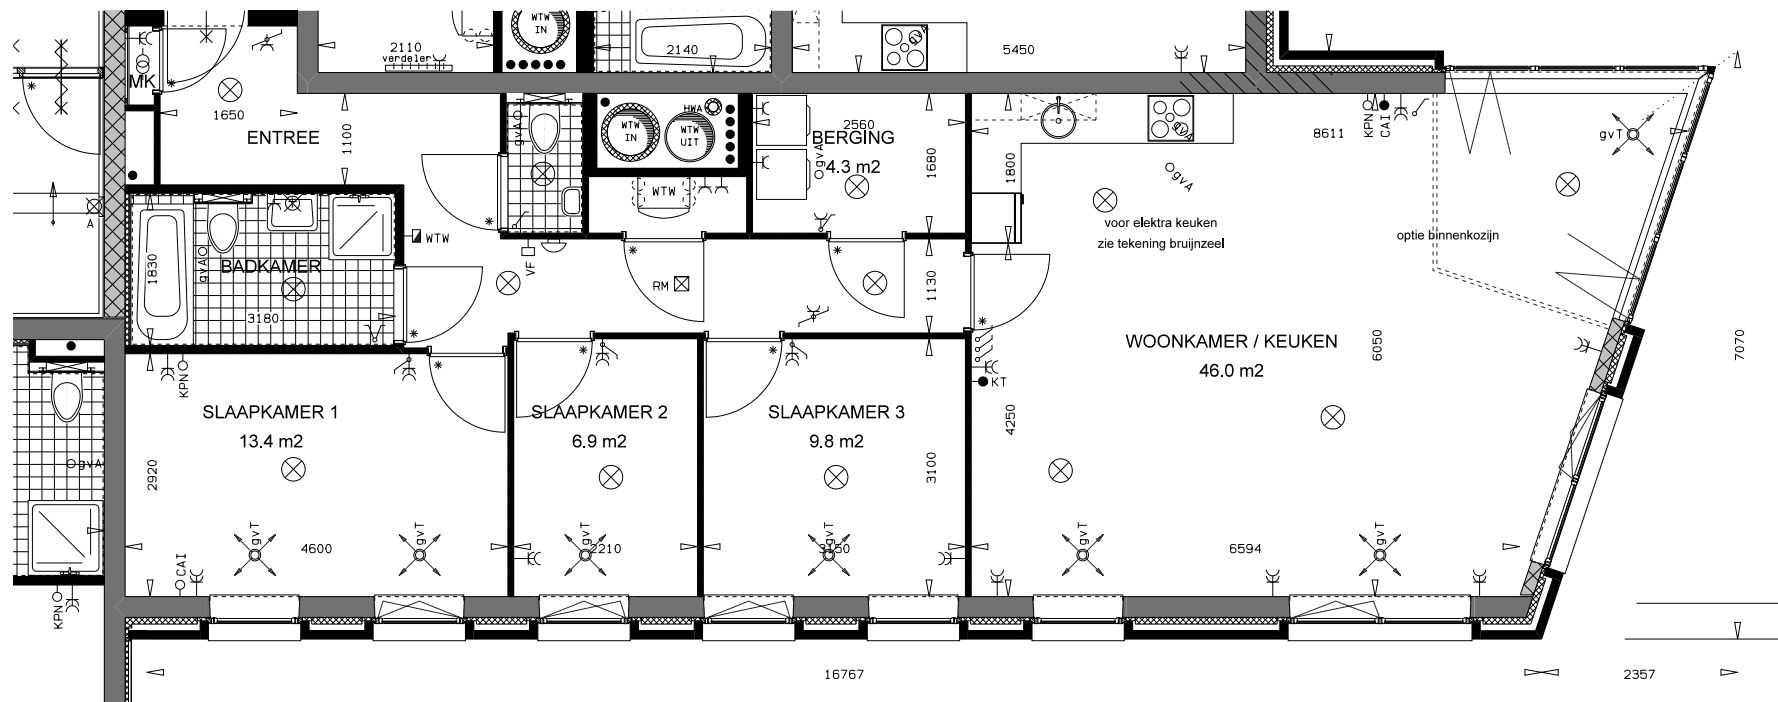 2110
verdeler
WTW
IN
2140
5450
MK
1650
ENTREE
1100
gvA
WTW
IN
HWA
WTW
UIT
2560
BERGING
4.3 m2
gvA
1680
1800
gvA
gvA
8611
KPN
CAI
gvT
gvA
A
1830
gvA
BADKAMER
3180
WTW
VF
WTW
RM
1130
voor elektra keuken
zie tekening bruijnzeel
optie binnenkozijn
WOONKAMER / KEUKEN
46.0 m2
6050
7070
KPN
KT
SLAAPKAMER 1
13.4 m2
SLAAPKAMER 2
6.9 m2
SLAAPKAMER 3
9.8 m2
4250
2920
3100
gvA
gvT
gvT
gvT
gvT
gvT
gvT
4600
2210
3150
6594
CAI
KPN
16767
2357